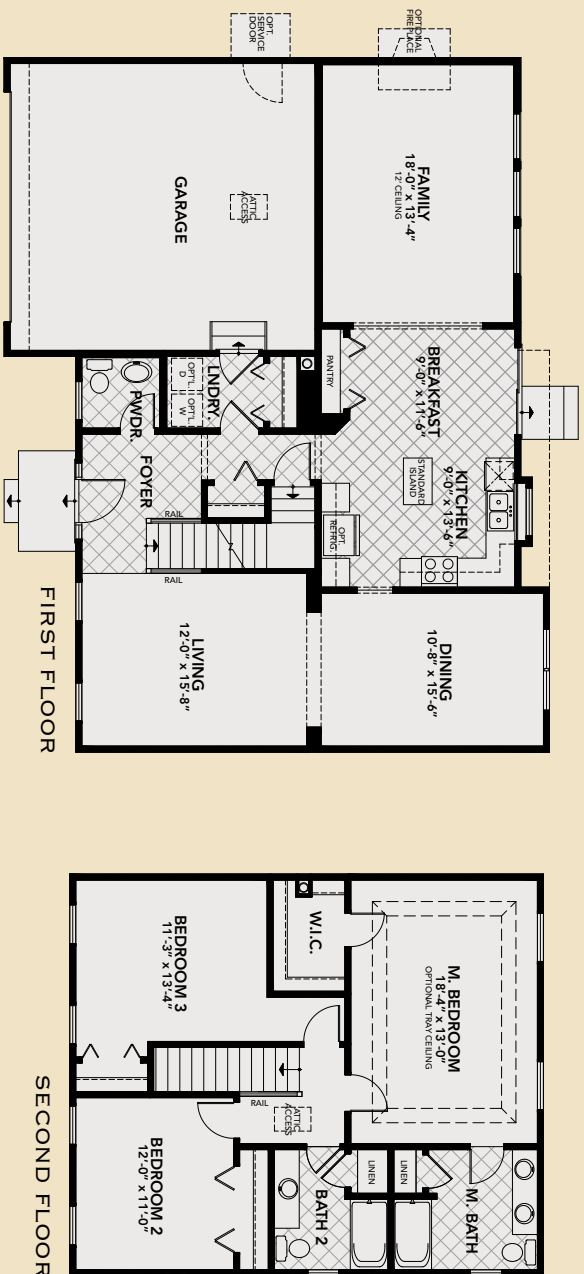 OPT.
SERVICE
DOOR
OPTIONAL
FIREPLACE
FAMILY
18'-0" x 13'-4"
12' CEILING
GARAGE
ATTIC
ACCESS
PANTRY
BREAKFAST
9'-0" x 11'-6"
KITCHEN
9'-0" x 13'-6"
STANDARD
ISLAND
OPT.
REFRIG.
LNDRY.
OPT'L.
D
OPT'L.
W
PWDR.
FOYER
RAIL
RAIL
LIVING
12'-0" x 15'-8"
DINING
10'-8" x 15'-6"
FIRST FLOOR
M. BEDROOM
18'-4" x 13'-0"
OPTIONAL TRAY CEILING
W.I.C.
BEDROOM 3
11'-3" x 13'-4"
RAIL
ATTIC
ACCESS
BEDROOM 2
12'-0" x 11'-0"
LINEN
LINEN
BATH 2
M. BATH
SECOND FLOOR